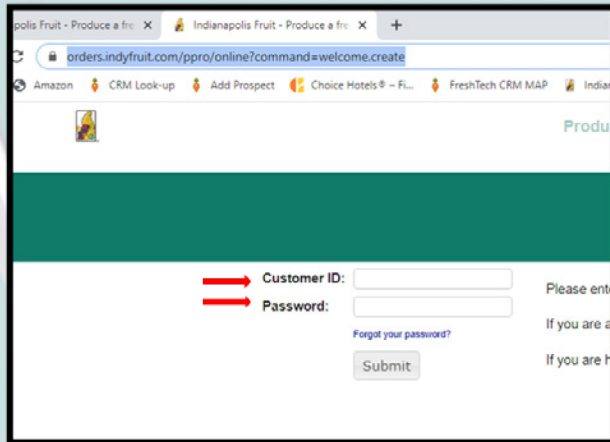 polis Fruit - Produce a fre
Indianapolis Fruit - Produce a fre
orders.indyfruit.com/ppro/online?command=welcome.create
Amazon CRM Look-up Add Prospect Choice Hotels® – Fi... FreshTech CRM MAP Indian
Produ
Customer ID:
Password:
Forgot your password?
Submit
Please ente
If you are a
If you are h